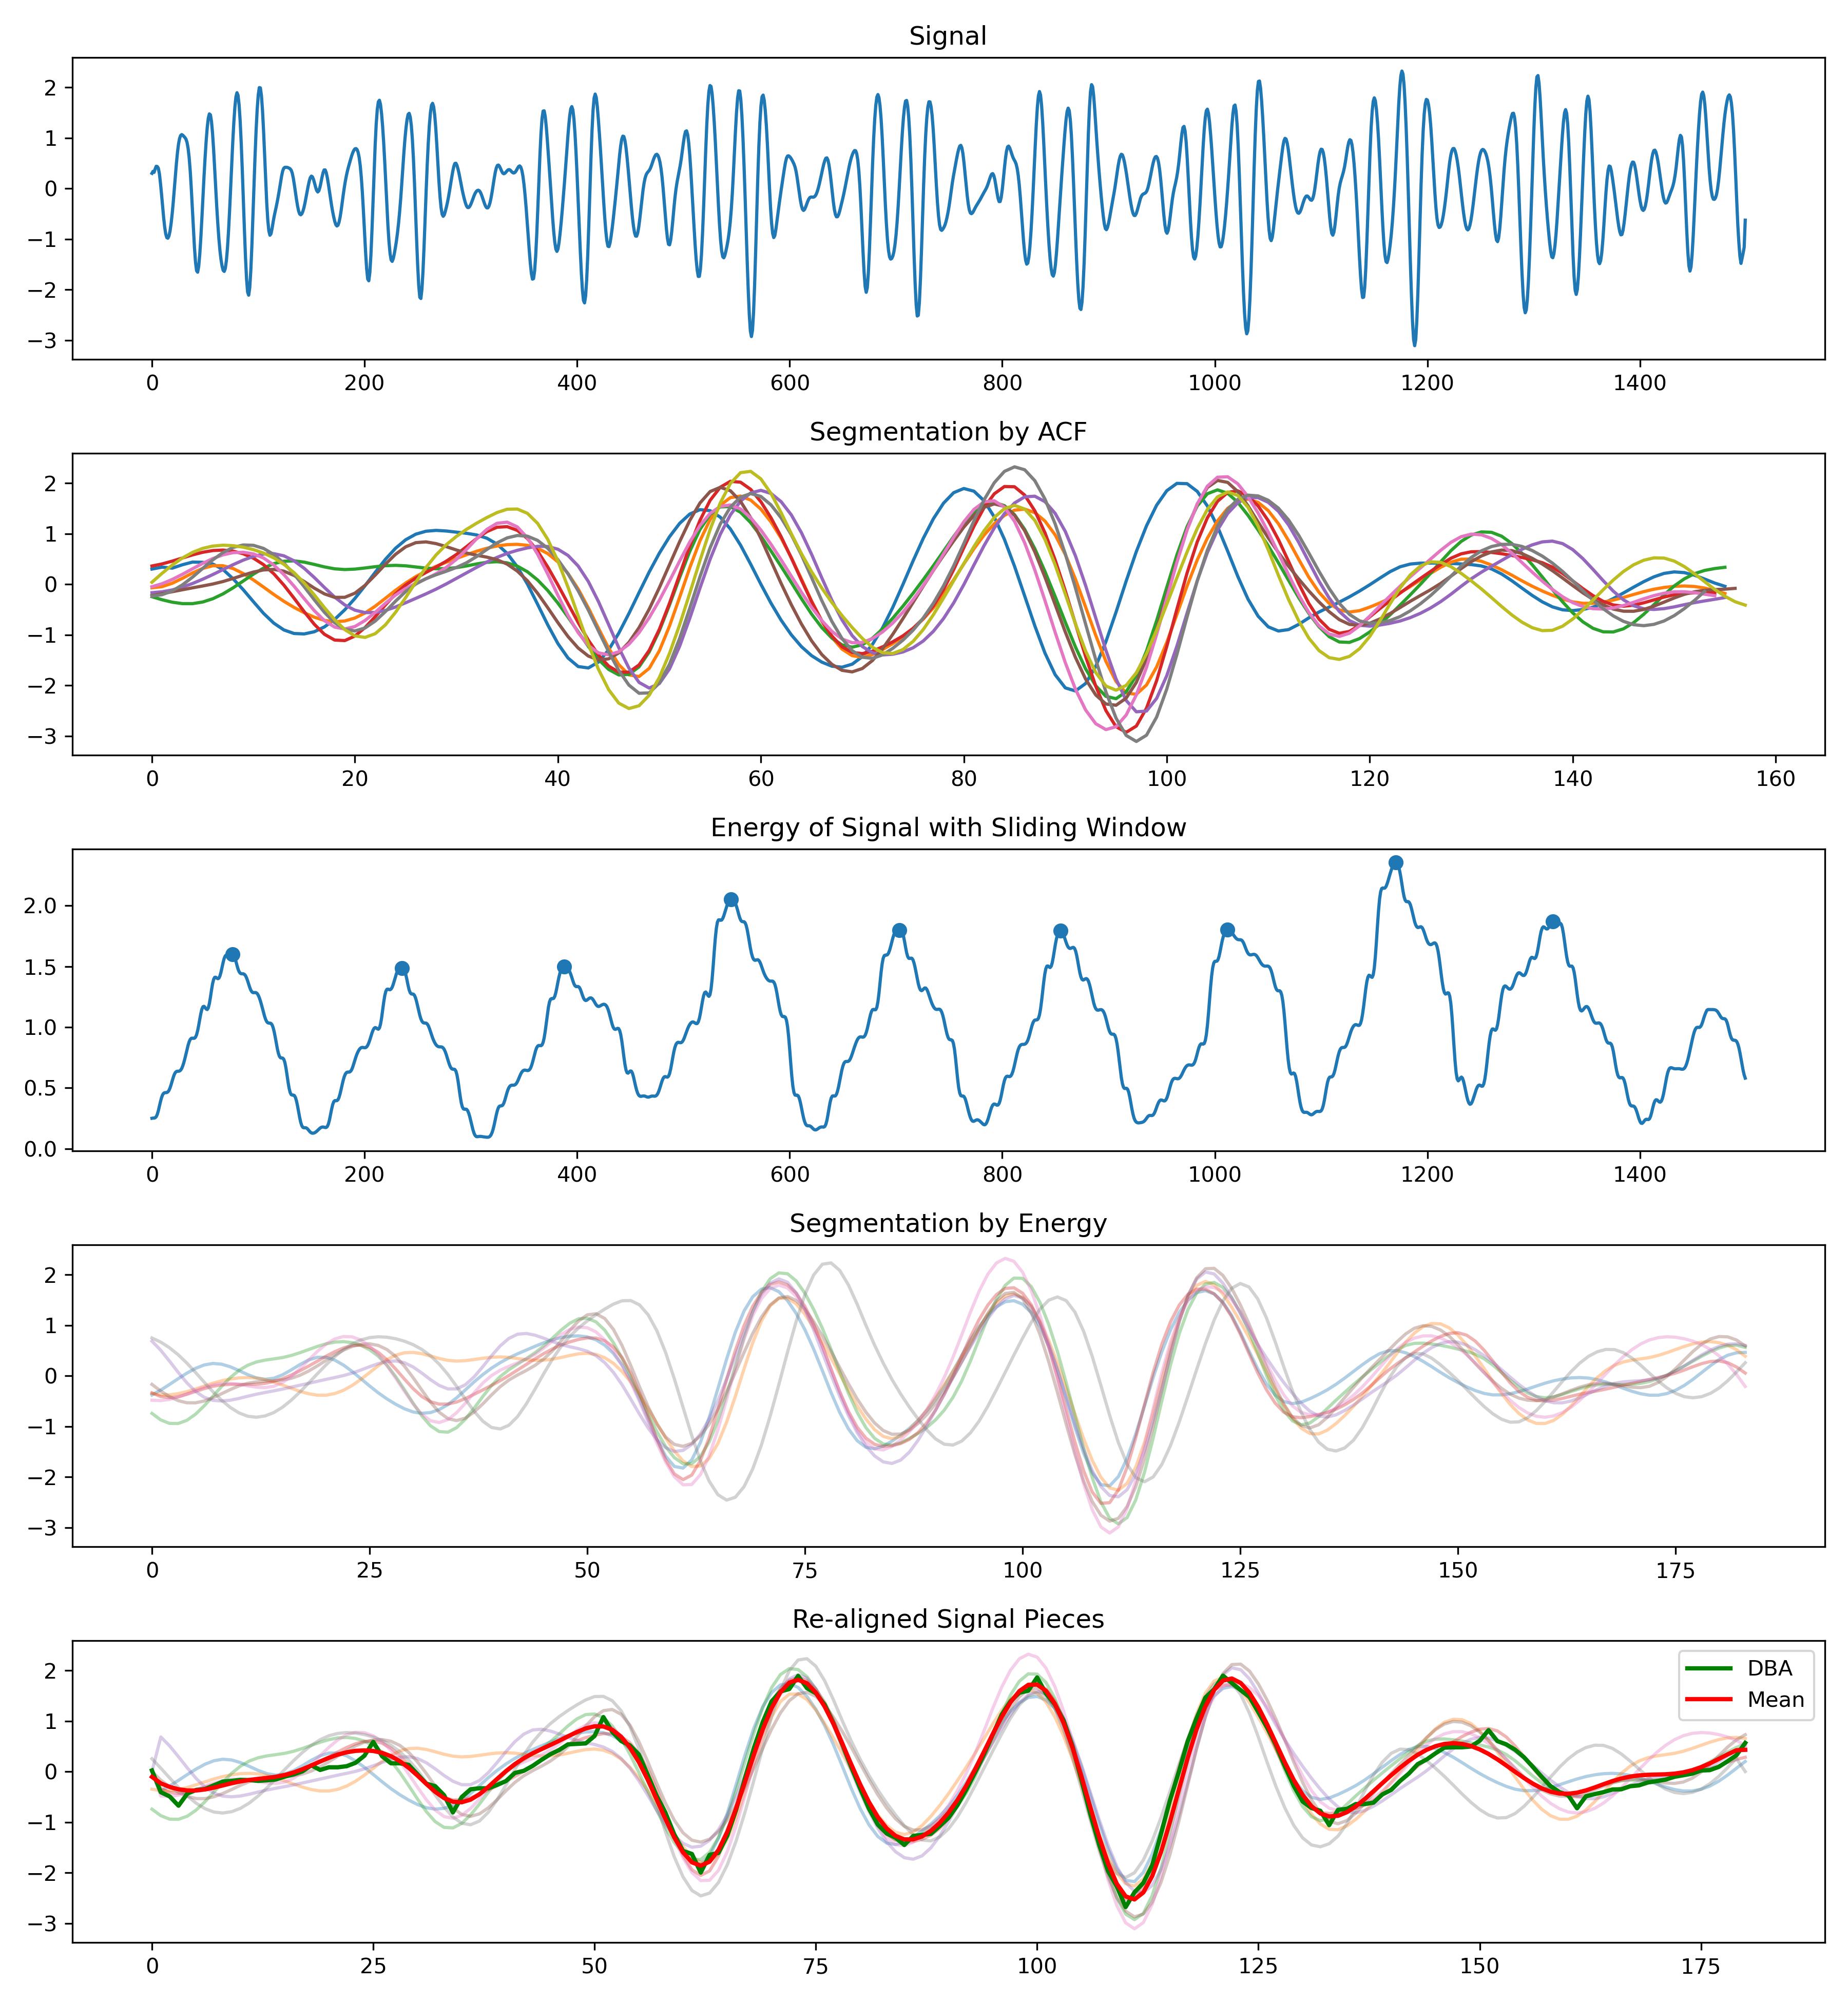 Signal
2
1
0
−1
−2
−3
0 200 400 600 800 1000 1200 1400
Segmentation by ACF
2
1
0
−1
−2
−3
0 20 40 60 80 100 120 140 160
Energy of Signal with Sliding Window
2.0
1.5
1.0
0.5
0.0
0 200 400 600 800 1000 1200 1400
Segmentation by Energy
2
1
0
−1
−2
−3
0 25 50 75 100 125 150 175
Re-aligned Signal Pieces
DBA
Mean
2
1
0
−1
−2
−3
0 25 50 75 100 125 150 175